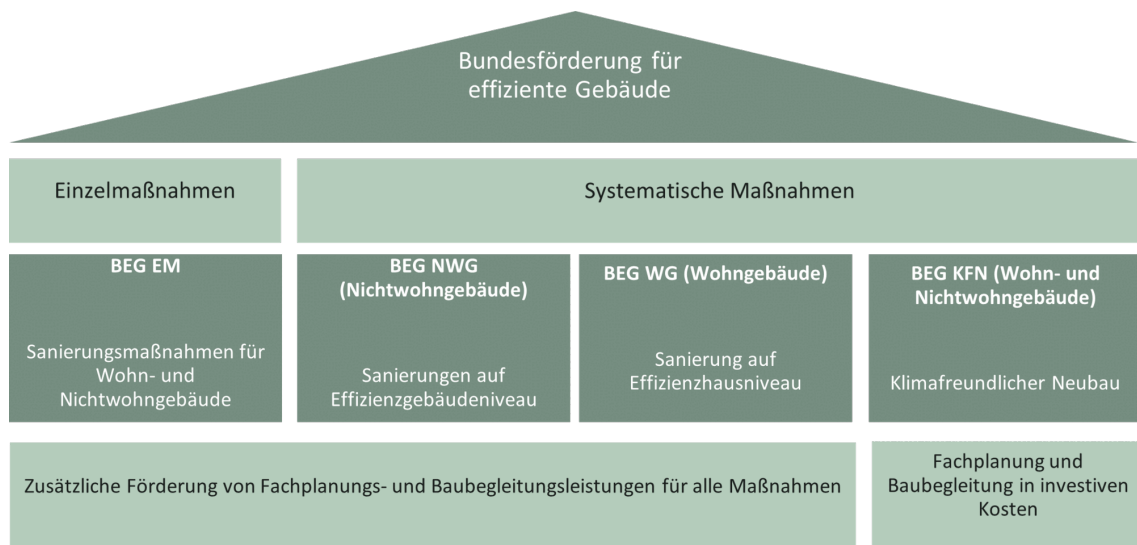 Bundesförderung für
effiziente Gebäude
Einzelmaßnahmen
Systematische Maßnahmen
BEG EM
Sanierungsmaßnahmen für
Wohn- und
Nichtwohngebäude
BEG NWG
(Nichtwohngebäude)
Sanierungen auf
Effizienzgebäudeniveau
BEG WG (Wohngebäude)
Sanierung auf
Effizienzhausniveau
BEG KFN (Wohn- und
Nichtwohngebäude)
Klimafreundlicher Neubau
Zusätzliche Förderung von Fachplanungs- und Baubegleitungsleistungen für alle Maßnahmen
Fachplanung und
Baubegleitung in investiven
Kosten